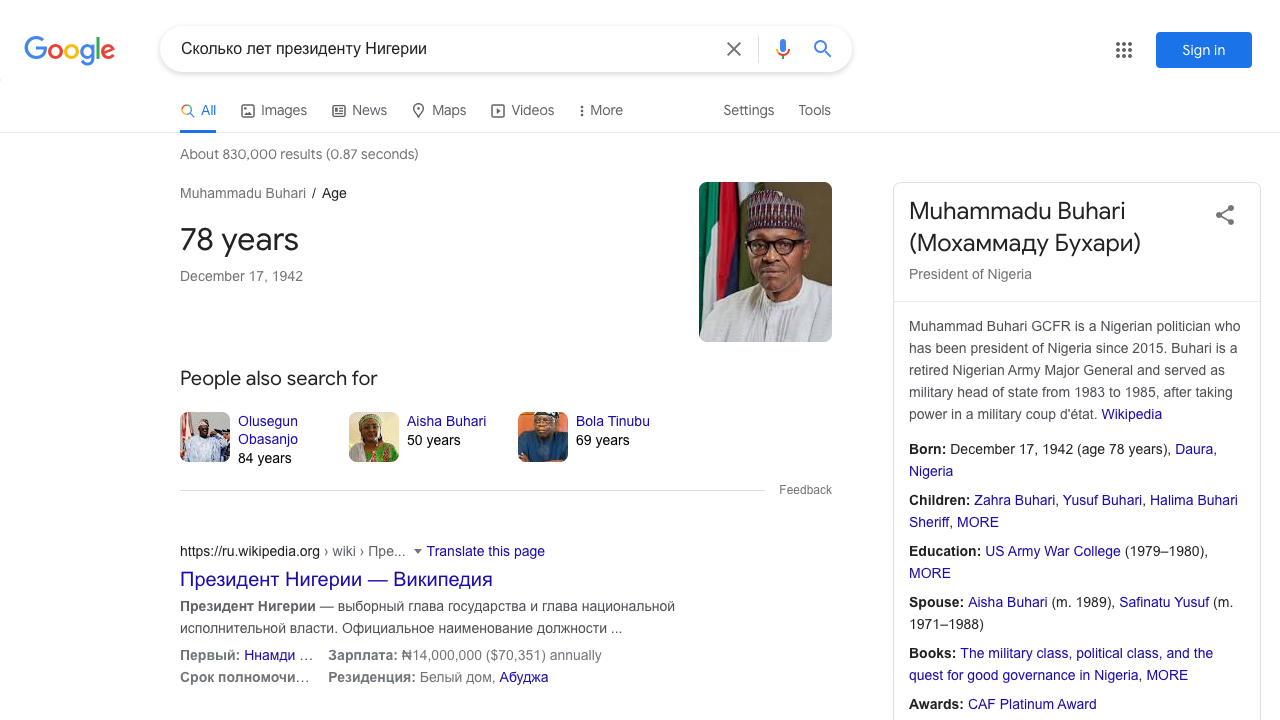 Google
Сколько лет президенту Нигерии
Sign in
All
Images
News
Maps
Videos
More
Settings
Tools
About 830,000 results (0.87 seconds)
Muhammadu Buhari / Age
78 years
December 17, 1942
People also search for
Olusegun
Obasanjo
84 years
Aisha Buhari
50 years
Bola Tinubu
69 years
Feedback
https://ru.wikipedia.org › wiki › Пре... Translate this page
Президент Нигерии — Википедия
Президент Нигерии — выборный глава государства и глава национальной
исполнительной власти. Официальное наименование должности ...
Первый: Ннамди … Зарплата: ₦14,000,000 ($70,351) annually
Срок полномочи… Резиденция: Белый дом, Абуджа
Muhammadu Buhari
(Мохаммаду Бухари)
President of Nigeria
Muhammad Buhari GCFR is a Nigerian politician who
has been president of Nigeria since 2015. Buhari is a
retired Nigerian Army Major General and served as
military head of state from 1983 to 1985, after taking
power in a military coup d'état. Wikipedia
Born: December 17, 1942 (age 78 years), Daura,
Nigeria
Children: Zahra Buhari, Yusuf Buhari, Halima Buhari
Sheriff, MORE
Education: US Army War College (1979–1980),
MORE
Spouse: Aisha Buhari (m. 1989), Safinatu Yusuf (m.
1971–1988)
Books: The military class, political class, and the
quest for good governance in Nigeria, MORE
Awards: CAF Platinum Award